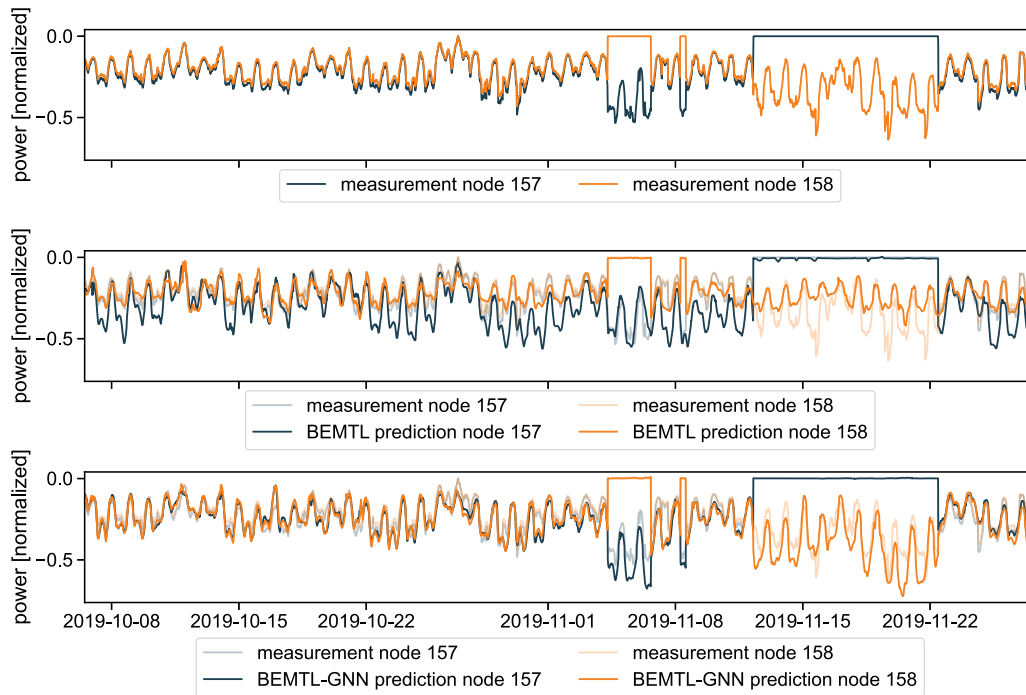 power [normalized]
0.0
−0.5
measurement node 157 measurement node 158
power [normalized]
0.0
−0.5
measurement node 157 measurement node 158
BEMTL prediction node 157 BEMTL prediction node 158
power [normalized]
0.0
−0.5
2019-10-08 2019-10-15 2019-10-22 2019-11-01 2019-11-08 2019-11-15 2019-11-22
measurement node 157 measurement node 158
BEMTL-GNN prediction node 157 BEMTL-GNN prediction node 158